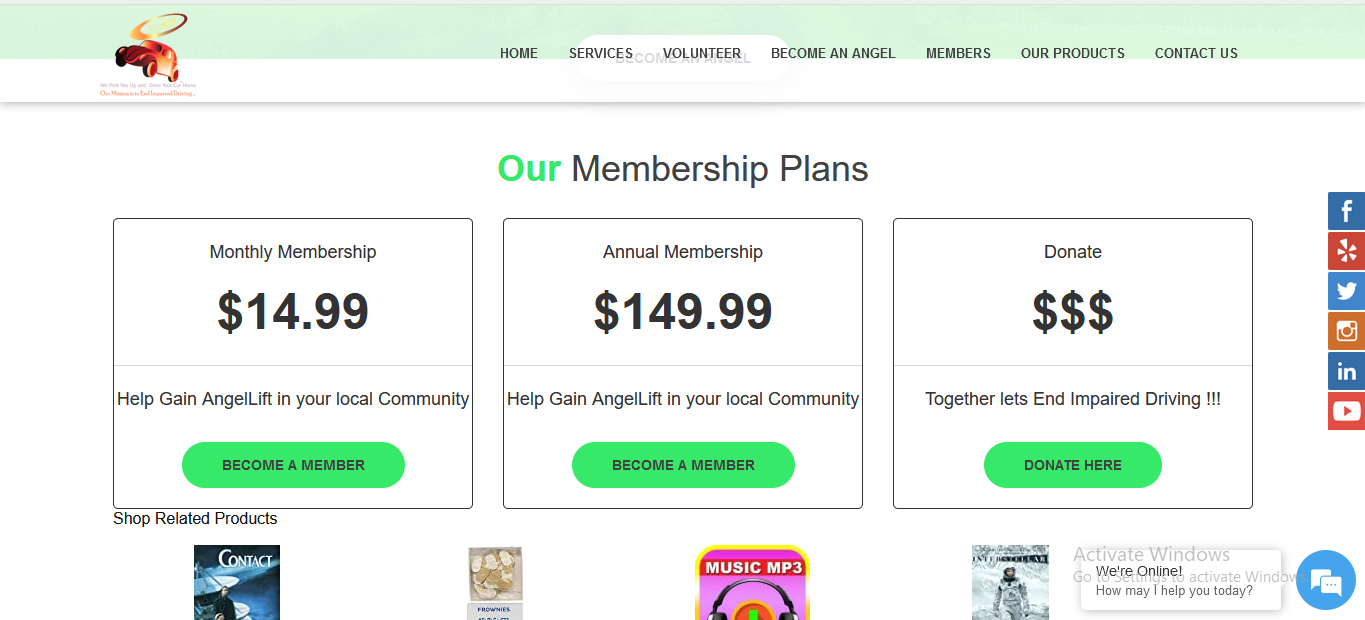 HOME SERVICES VOLUNTEER BECOME AN ANGEL MEMBERS OUR PRODUCTS CONTACT US
BECOME AN ANGEL
We Pick You Up and Drive Your Car Home
Our Mission is to End Impaired Driving...
Our Membership Plans
Monthly Membership
$14.99
Help Gain AngelLift in your local Community
BECOME A MEMBER
Annual Membership
$149.99
Help Gain AngelLift in your local Community
BECOME A MEMBER
Donate
$$$
Together lets End Impaired Driving !!!
DONATE HERE
Shop Related Products
CONTACT
FROWNIES
MUSIC MP3
INTERSTELLAR
Activate Windows
Go to Settings to activate Windows.
We're Online!
How may I help you today?